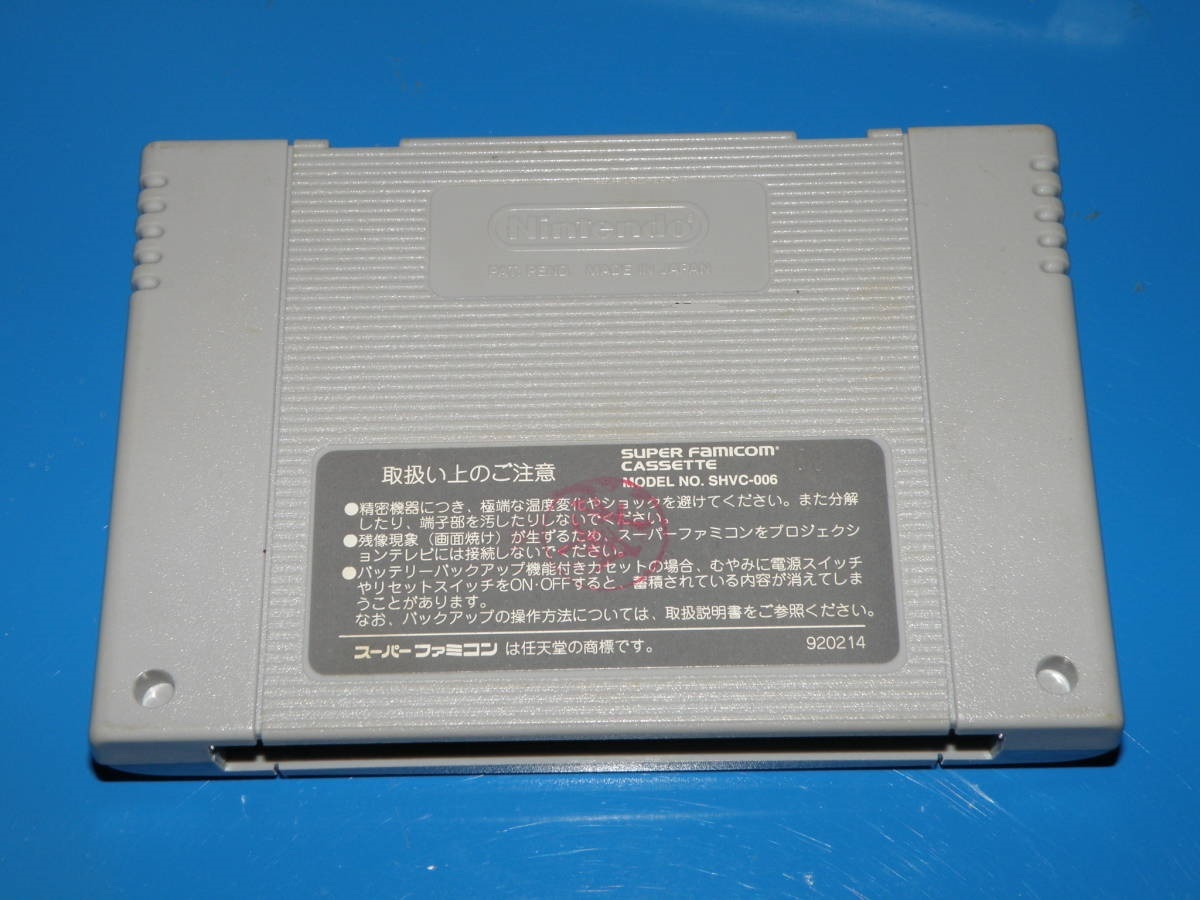 Nintendo
PAT. PEND. MADE IN JAPAN
取扱い上のご注意
SUPER FAMICOM
CASSETTE
MODEL NO. SHVC-006
●精密機器につき、極端な湿度変化やショックを避けてください。また分解
したり、端子部を汚したりしないでください。
●残像現象(画面焼け)が生ずるため、スーパーファミコンをプロジェクシ
ョンテレビには接続しないでください。
●バッテリーバックアップ機能付きカセットの場合、むやみに電源スイッチ
やリセットスイッチをON・OFFすると、蓄積されている内容が消えてしま
うことがあります。
なお、バックアップの操作方法については、取扱説明書をご参照ください。
スーパーファミコン は任天堂の商標です。
920214